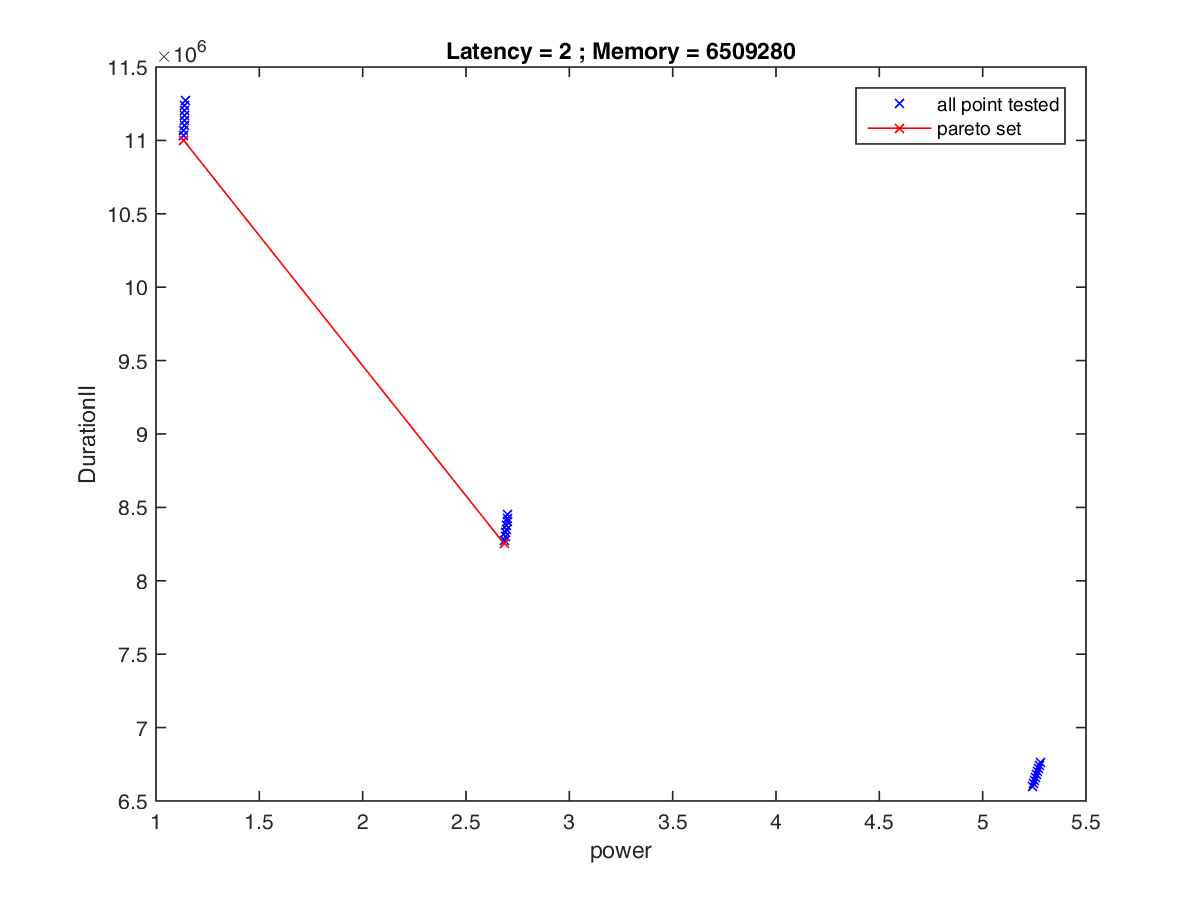 Latency = 2 ; Memory = 6509280
×10⁶
all point tested
pareto set
11.5
11
10.5
10
9.5
9
8.5
8
7.5
7
6.5
DurationII
1 1.5 2 2.5 3 3.5 4 4.5 5 5.5
power